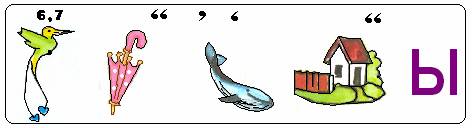 6,7 “ , ‘ “
Ы